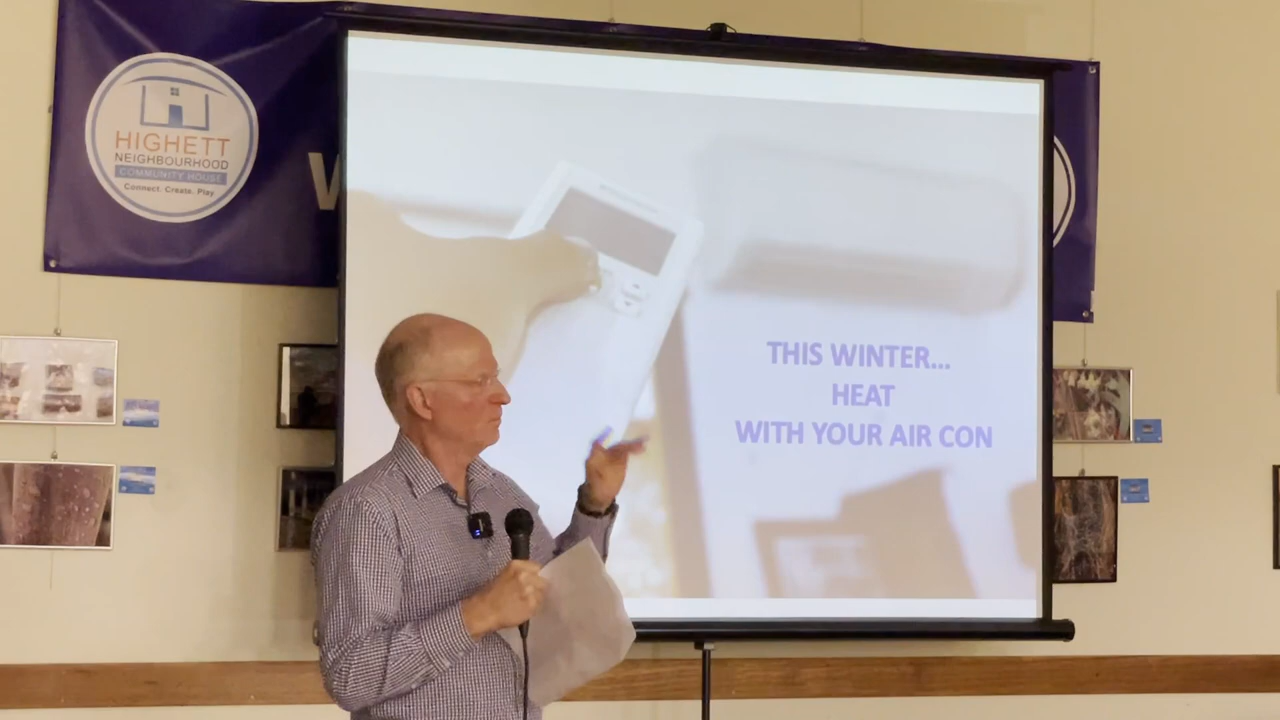 HIGHETT
NEIGHBOURHOOD
COMMUNITY HOUSE
Connect. Create. Play
W
THIS WINTER...
HEAT
WITH YOUR AIR CON